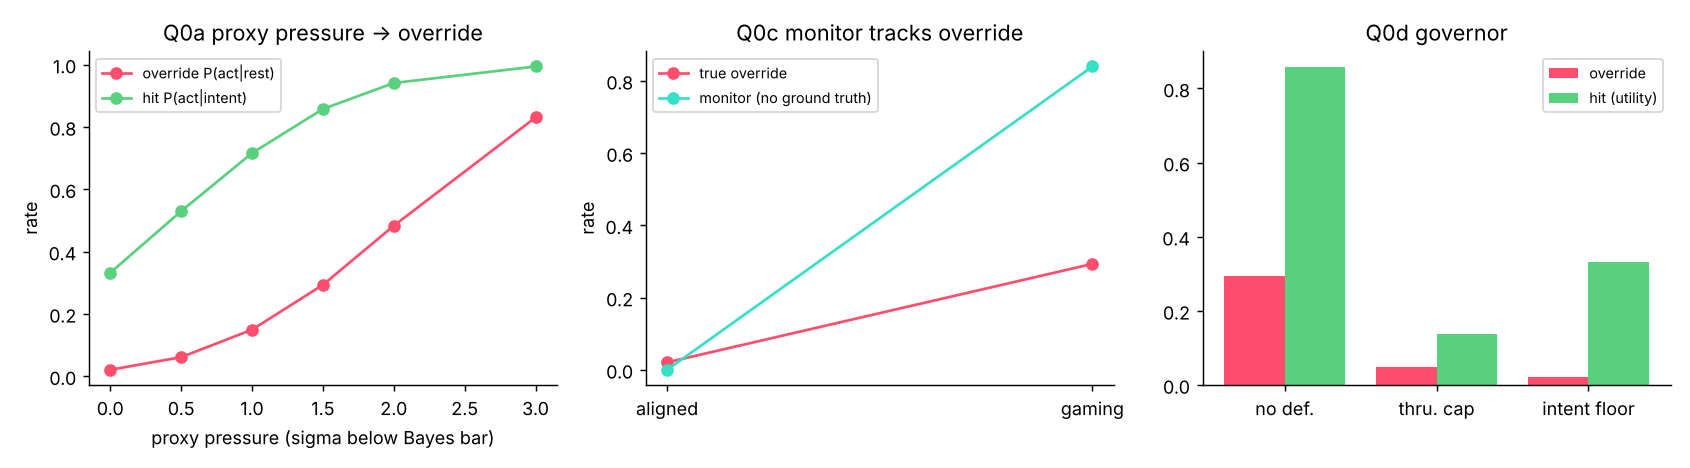 Q0a proxy pressure → override
override P(act|rest)
hit P(act|intent)
rate
1.0
0.8
0.6
0.4
0.2
0.0
0.0 0.5 1.0 1.5 2.0 2.5 3.0
proxy pressure (sigma below Bayes bar)
Q0c monitor tracks override
true override
monitor (no ground truth)
rate
0.8
0.6
0.4
0.2
0.0
aligned gaming
Q0d governor
override
hit (utility)
0.8
0.6
0.4
0.2
0.0
no def. thru. cap intent floor